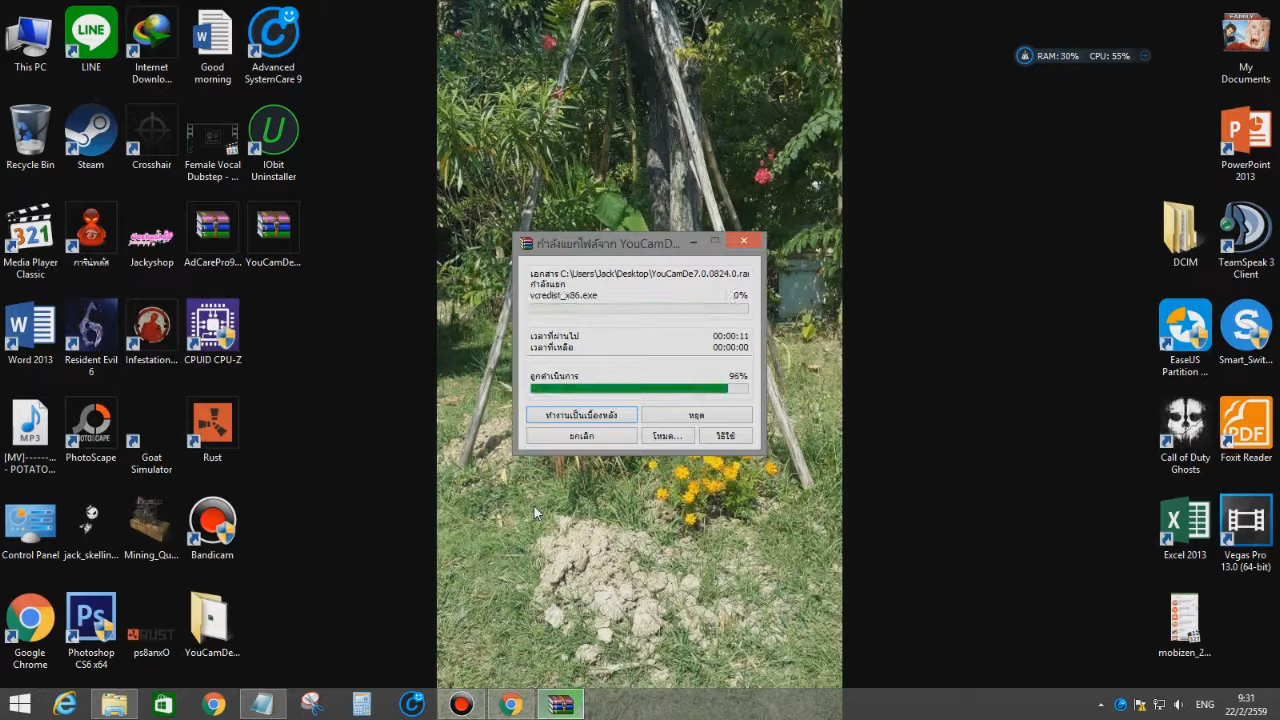 This PC
LINE
Internet
Downlo...
Good
morning
Advanced
SystemCare 9
Recycle Bin
Steam
Crosshair
Female Vocal
Dubstep - ...
IObit
Uninstaller
Media Player
Classic
การีนพลัส
Jackyshop
AdCarePro9...
YouCamDe...
Word 2013
Resident Evil
6
Infestation...
CPUID CPU-Z
[MV]------
- POTATO...
PhotoScape
Goat
Simulator
Rust
Control Panel
jack_skellin...
Mining_Qu...
Bandicam
Google
Chrome
Photoshop
CS6 x64
ps8anxO
YouCamDe...
RAM: 30% CPU: 55%
กำลังแยกไฟล์จาก YouCamD...
เอกสาร C:\Users\Jack\Desktop\YouCamDe7.0.0824.0.rar
กำลังแยก
vcredist_x86.exe 0%
เวลาที่ผ่านไป 00:00:11
เวลาที่เหลือ 00:00:00
ถูกดำเนินการ 96%
ทำงานเป็นเบื้องหลัง
หยุด
ยกเลิก
โหมด...
วิธีใช้
My
Documents
PowerPoint
2013
DCIM
TeamSpeak 3
Client
EaseUS
Partition ...
Smart_Swit...
Call of Duty
Ghosts
Foxit Reader
Excel 2013
Vegas Pro
13.0 (64-bit)
mobizen_2...
ENG
9:31
22/2/2559